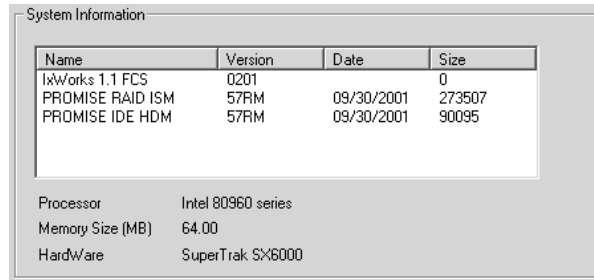 System Information
Name Version Date Size
IxWorks 1.1 FCS 0201 0
PROMISE RAID ISM 57RM 09/30/2001 273507
PROMISE IDE HDM 57RM 09/30/2001 90095
Processor Intel 80960 series
Memory Size (MB) 64.00
HardWare SuperTrak SX6000